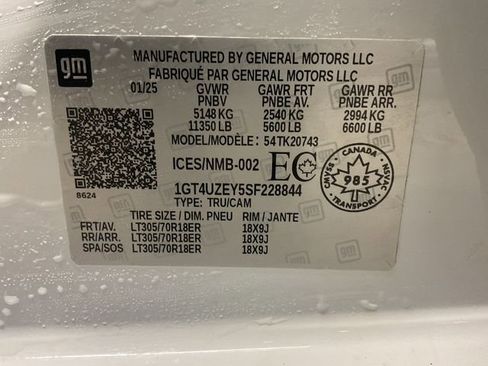 gm
MANUFACTURED BY GENERAL MOTORS LLC
FABRIQUÉ PAR GENERAL MOTORS LLC
01/25 GVWR GAWR FRT GAWR RR
PNBV PNBE AV. PNBE ARR.
5148 KG 2540 KG 2994 KG
11350 LB 5600 LB 6600 LB
MODEL/MODÈLE: 54TK20743
ICES/NMB-002 EC
8624
1GT4UZEY5SF228844
TYPE: TRU/CAM
CANADA
985
TRANSPORT
NSVAC
TIRE SIZE / DIM. PNEU RIM / JANTE
FRT/AV. LT305/70R18ER 18X9J
RR/ARR. LT305/70R18ER 18X9J
SPA/SOS LT305/70R18ER 18X9J